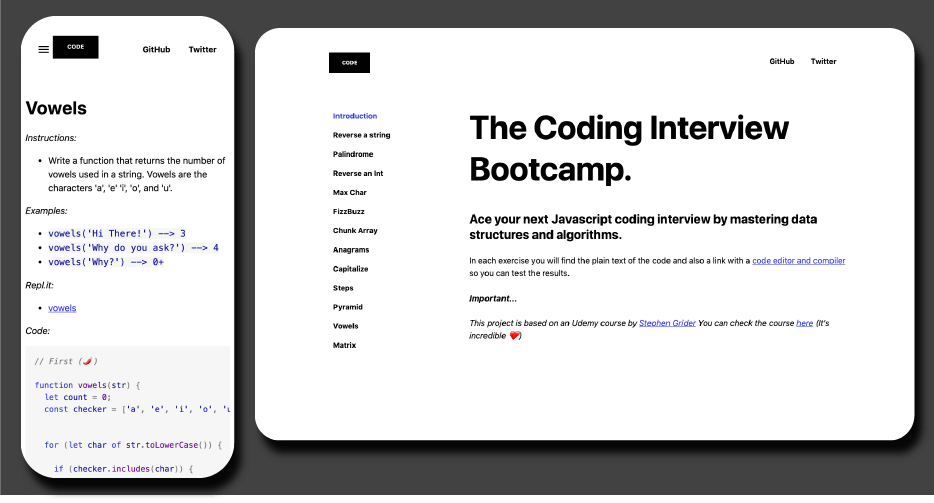 CODE
GitHub Twitter
Vowels
Instructions:
• Write a function that returns the number of
vowels used in a string. Vowels are the
characters 'a', 'e' 'i', 'o', and 'u'.
Examples:
• vowels('Hi There!') --> 3
• vowels('Why do you ask?') --> 4
• vowels('Why?') --> 0+
Repl.it:
• vowels
Code:
// First (🌶️)
function vowels(str) {
let count = 0;
const checker = ['a', 'e', 'i', 'o', 'u
for (let char of str.toLowerCase()) {
if (checker.includes(char)) {
CODE
GitHub Twitter
Introduction
Reverse a string
Palindrome
Reverse an Int
Max Char
FizzBuzz
Chunk Array
Anagrams
Capitalize
Steps
Pyramid
Vowels
Matrix
The Coding Interview
Bootcamp.
Ace your next Javascript coding interview by mastering data
structures and algorithms.
In each exercise you will find the plain text of the code and also a link with a code editor and compiler
so you can test the results.
Important...
This project is based on an Udemy course by Stephen Grider You can check the course here (It's
incredible ❤️)